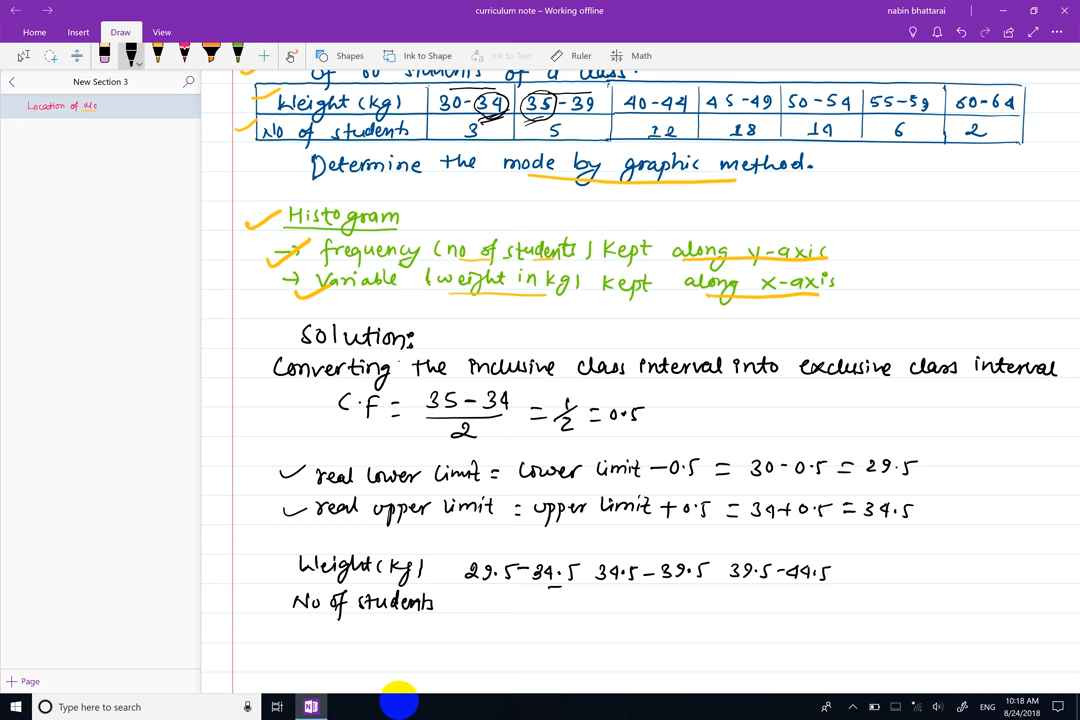 curriculum note – Working offline
nabin bhattarai
Home Insert Draw View
Shapes Ink to Shape Ink to Text Ruler Math
New Section 3
Location of Mo
of 60 students of a class.
Weight (kg) 30-34 35-39 40-44 45-49 50-54 55-59 60-64
No of students 3 5 12 18 14 6 2
Determine the mode by graphic method.
Histogram
→ frequency (no of students) Kept along y-axis
→ Variable (weight in kg) Kept along x-axis
Solution:
Converting the inclusive class interval into exclusive class interval
C.F = 35-34 / 2 = 1/2 = 0.5
real lower limit = lower limit - 0.5 = 30-0.5 = 29.5
real upper limit = upper limit + 0.5 = 34+0.5 = 34.5
Weight (kg) 29.5-34.5 34.5-39.5 39.5-44.5
No of students
Page
Type here to search
ENG
10:18 AM
8/24/2018